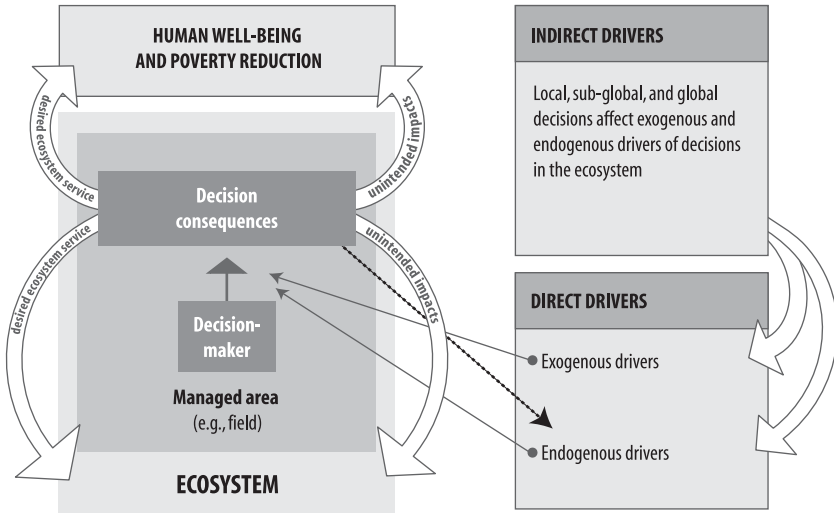 HUMAN WELL-BEING
AND POVERTY REDUCTION
desired ecosystem service
unintended impacts
Decision
consequences
desired ecosystem service
unintended impacts
Decision-
maker
Managed area
(e.g., field)
ECOSYSTEM
INDIRECT DRIVERS
Local, sub-global, and global
decisions affect exogenous and
endogenous drivers of decisions
in the ecosystem
DIRECT DRIVERS
Exogenous drivers
Endogenous drivers